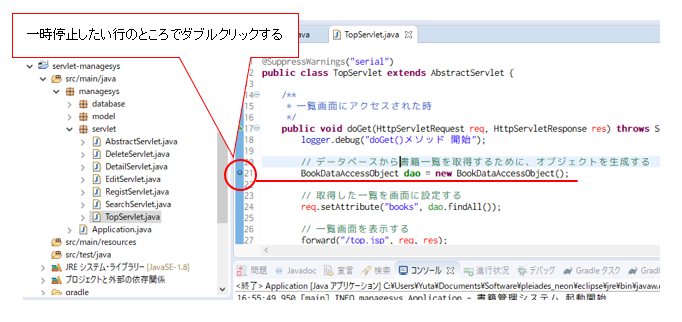 一時停止したい行のところでダブルクリックする
TopServlet.java
servlet-managesys
src/main/java
managesys
database
model
servlet
AbstractServlet.java
DeleteServlet.java
DetailServlet.java
EditServlet.java
RegistServlet.java
SearchServlet.java
TopServlet.java
Application.java
src/main/resources
src/test/java
JRE システム・ライブラリー [JavaSE-1.8]
プロジェクトと外部の依存関係
gradle
@SuppressWarnings("serial")
12 public class TopServlet extends AbstractServlet {
14 /**
15 * 一覧画面にアクセスされた時
16 */
17 public void doGet(HttpServletRequest req, HttpServletResponse res) throws S
18 logger.debug("doGet()メソッド 開始");
20 // データベースから書籍一覧を取得するために、オブジェクトを生成する
21 BookDataAccessObject dao = new BookDataAccessObject();
23 // 取得した一覧を画面に設定する
24 req.setAttribute("books", dao.findAll());
25
26 // 一覧画面を表示する
27 forward("/top.jsp", req, res);
問題 Javadoc 宣言 検索 コンソール 進行状況 デバッグ Gradle タスク Gradl
<終了> Application [Java アプリケーション] C:¥Users¥Yuta¥Documents¥Software¥pleiades_neon¥eclipse¥jre¥bin¥javaw.e
16:55:49.950 [main] INFO managesys.Application - 書籍管理システム 起動開始